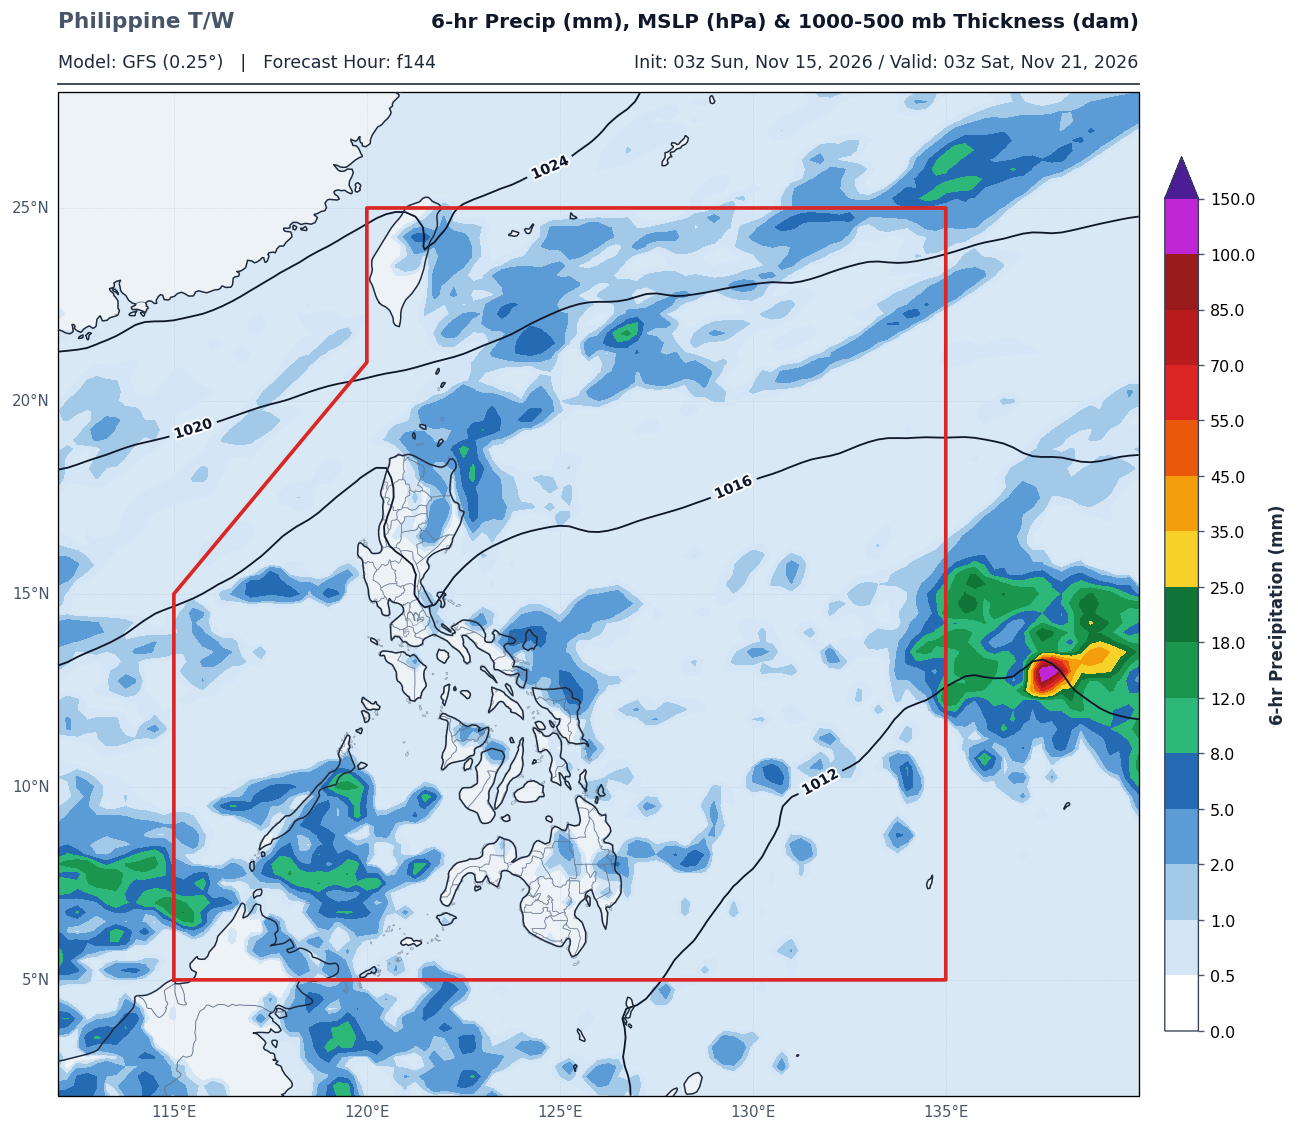 Philippine T/W
6-hr Precip (mm), MSLP (hPa) & 1000-500 mb Thickness (dam)
Model: GFS (0.25°) | Forecast Hour: f144
Init: 03z Sun, Nov 15, 2026 / Valid: 03z Sat, Nov 21, 2026
25°N
20°N
15°N
10°N
5°N
115°E
120°E
125°E
130°E
135°E
1024
1020
1016
1012
150.0
100.0
85.0
70.0
55.0
45.0
35.0
25.0
18.0
12.0
8.0
5.0
2.0
1.0
0.5
0.0
6-hr Precipitation (mm)